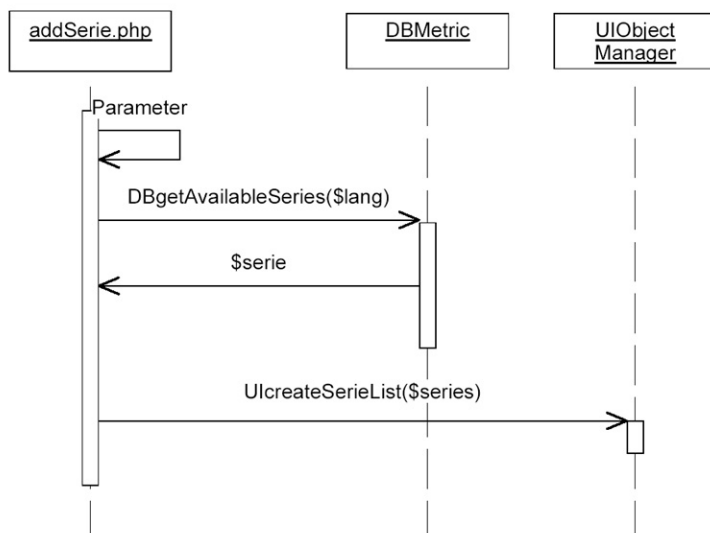 addSerie.php
DBMetric
UIObject
Manager
Parameter
DBgetAvailableSeries($lang)
$serie
UIcreateSerieList($series)